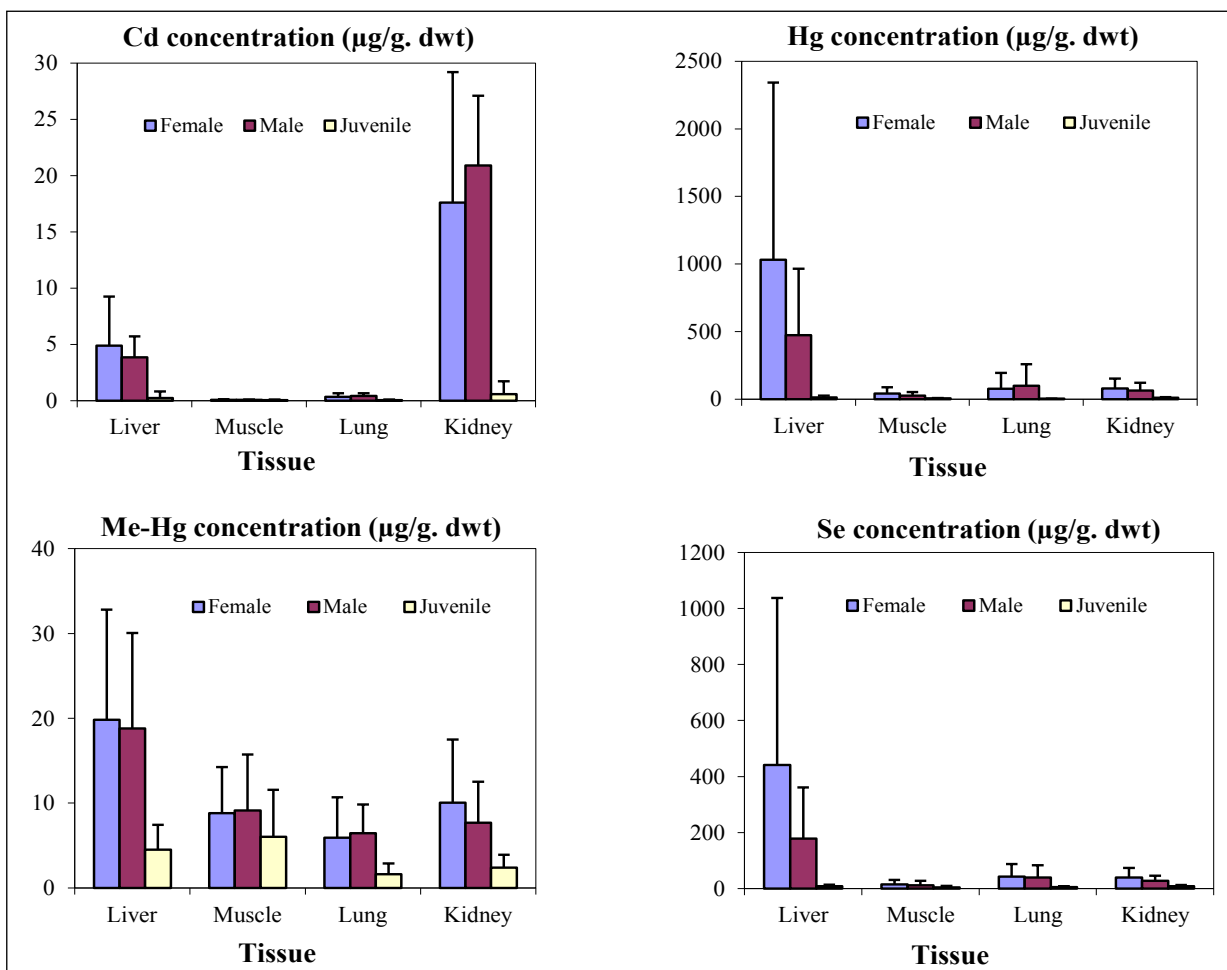 Cd concentration (µg/g. dwt)
30
25
20
15
10
5
0
Female Male Juvenile
Liver Muscle Lung Kidney
Tissue
Hg concentration (µg/g. dwt)
2500
2000
1500
1000
500
0
Female Male Juvenile
Liver Muscle Lung Kidney
Tissue
Me-Hg concentration (µg/g. dwt)
40
30
20
10
0
Female Male Juvenile
Liver Muscle Lung Kidney
Tissue
Se concentration (µg/g. dwt)
1200
1000
800
600
400
200
0
Female Male Juvenile
Liver Muscle Lung Kidney
Tissue